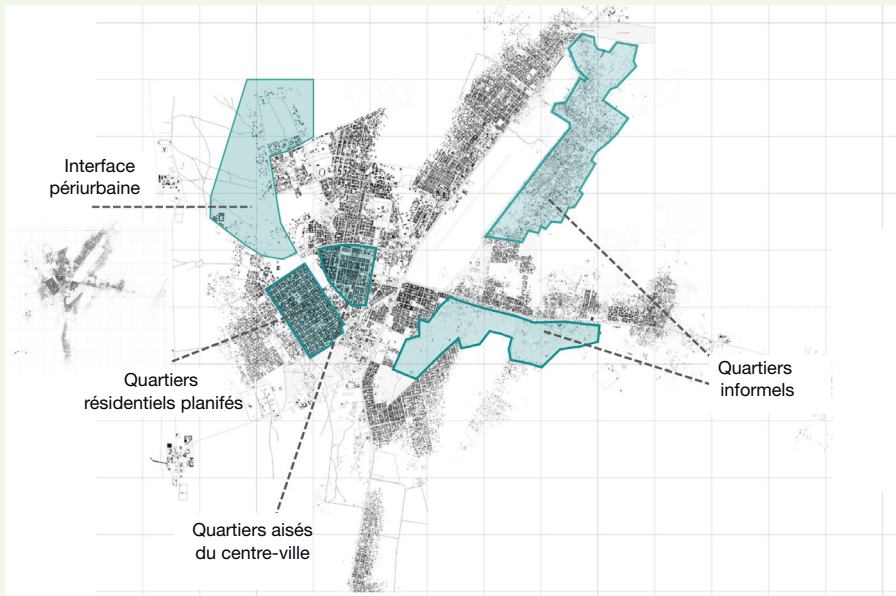 Interface
périurbaine
Quartiers
résidentiels planifés
Quartiers
informels
Quartiers aisés
du centre-ville